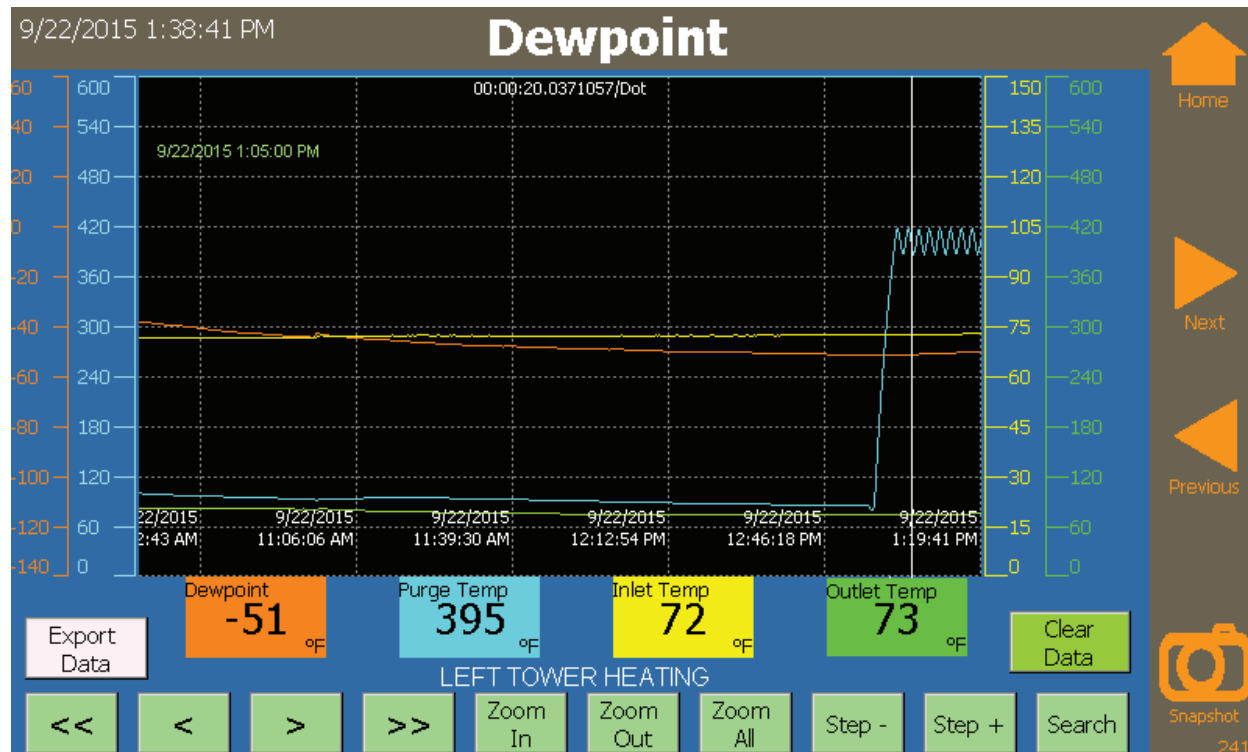 9/22/2015 1:38:41 PM
Dewpoint
Home
Next
Previous
Snapshot
241
60
40
20
0
-20
-40
-60
-80
-100
-120
-140
600
540
480
420
360
300
240
180
120
60
0
00:00:20.0371057/Dot
9/22/2015 1:05:00 PM
22/2015 9/22/2015 9/22/2015 9/22/2015 9/22/2015 9/22/2015
2:43 AM 11:06:06 AM 11:39:30 AM 12:12:54 PM 12:46:18 PM 1:19:41 PM
150
135
120
105
90
75
60
45
30
15
0
600
540
480
420
360
300
240
180
120
60
0
Dewpoint
-51 ºF
Purge Temp
395 ºF
Inlet Temp
72 ºF
Outlet Temp
73 ºF
Export
Data
Clear
Data
LEFT TOWER HEATING
<<
<
>
>>
Zoom
In
Zoom
Out
Zoom
All
Step -
Step +
Search